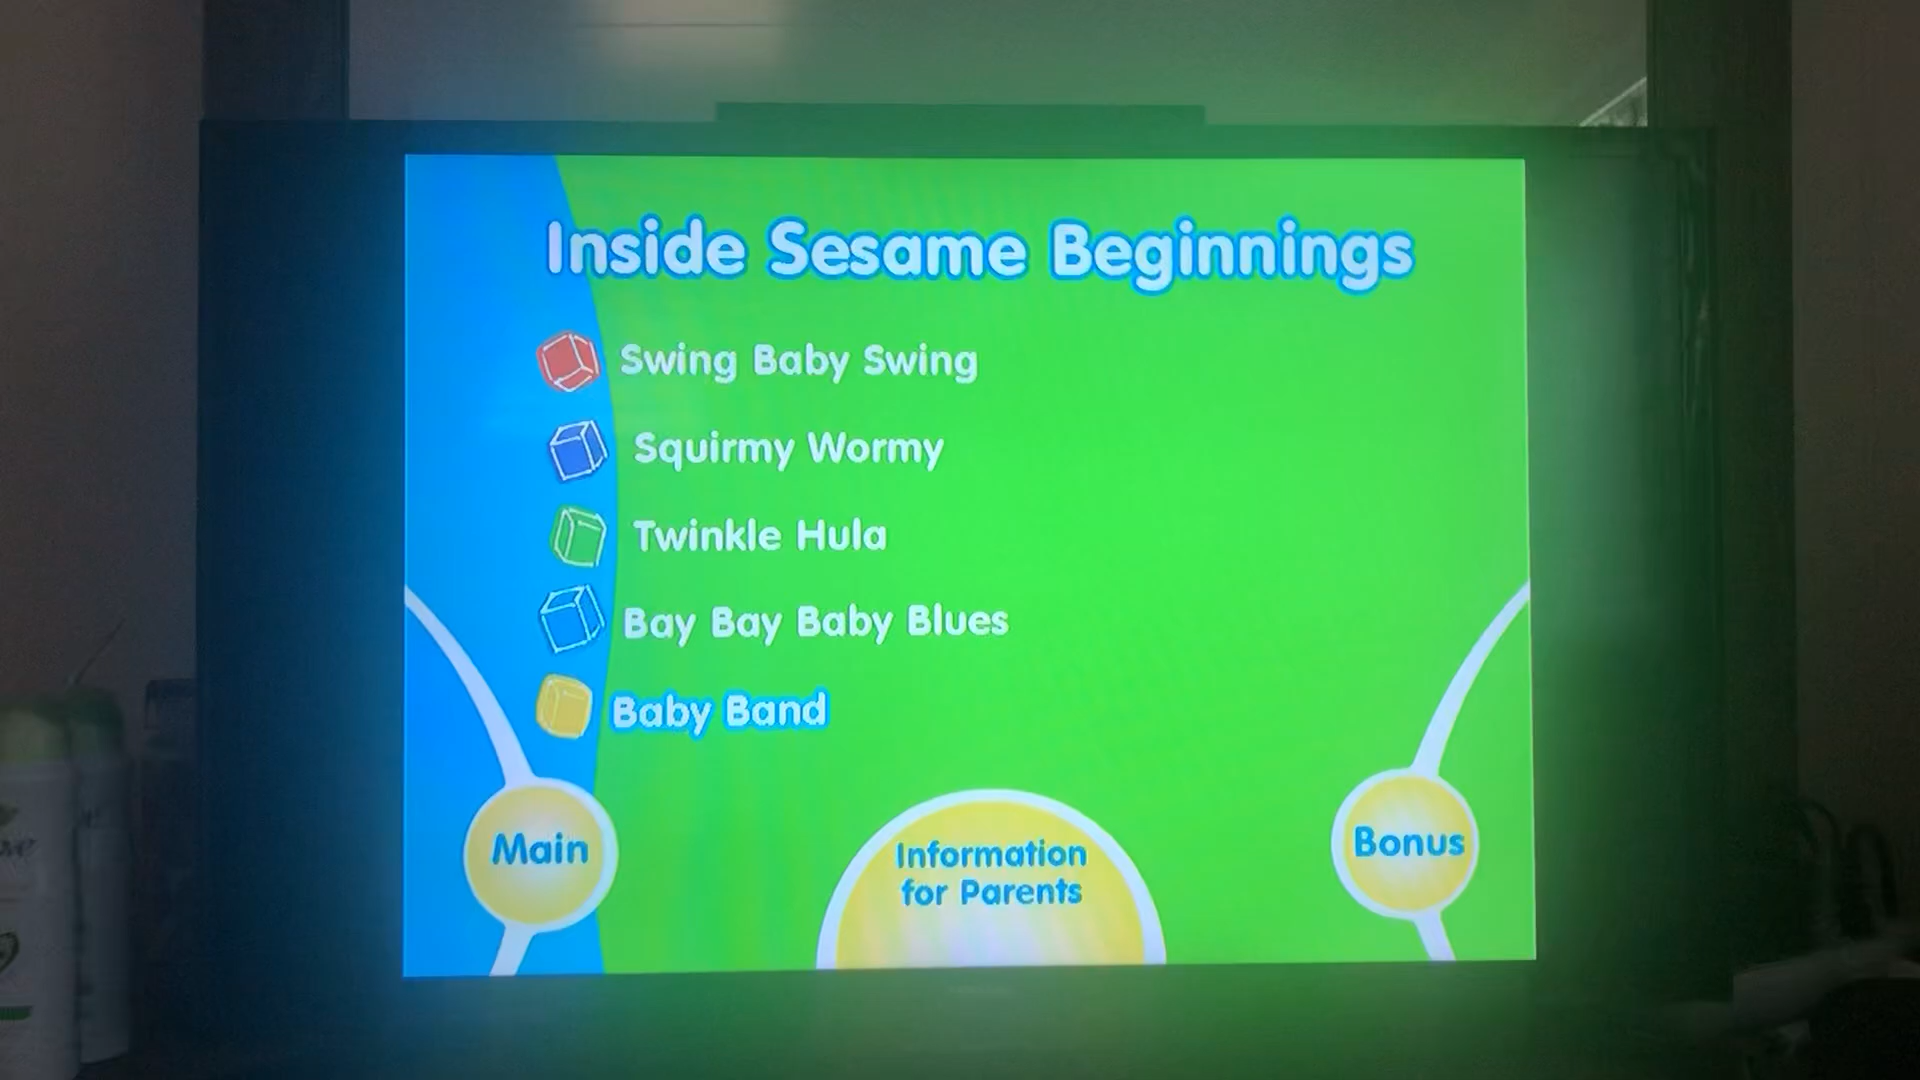 Inside Sesame Beginnings
Swing Baby Swing
Squirmy Wormy
Twinkle Hula
Bay Bay Baby Blues
Baby Band
Main
Information
for Parents
Bonus